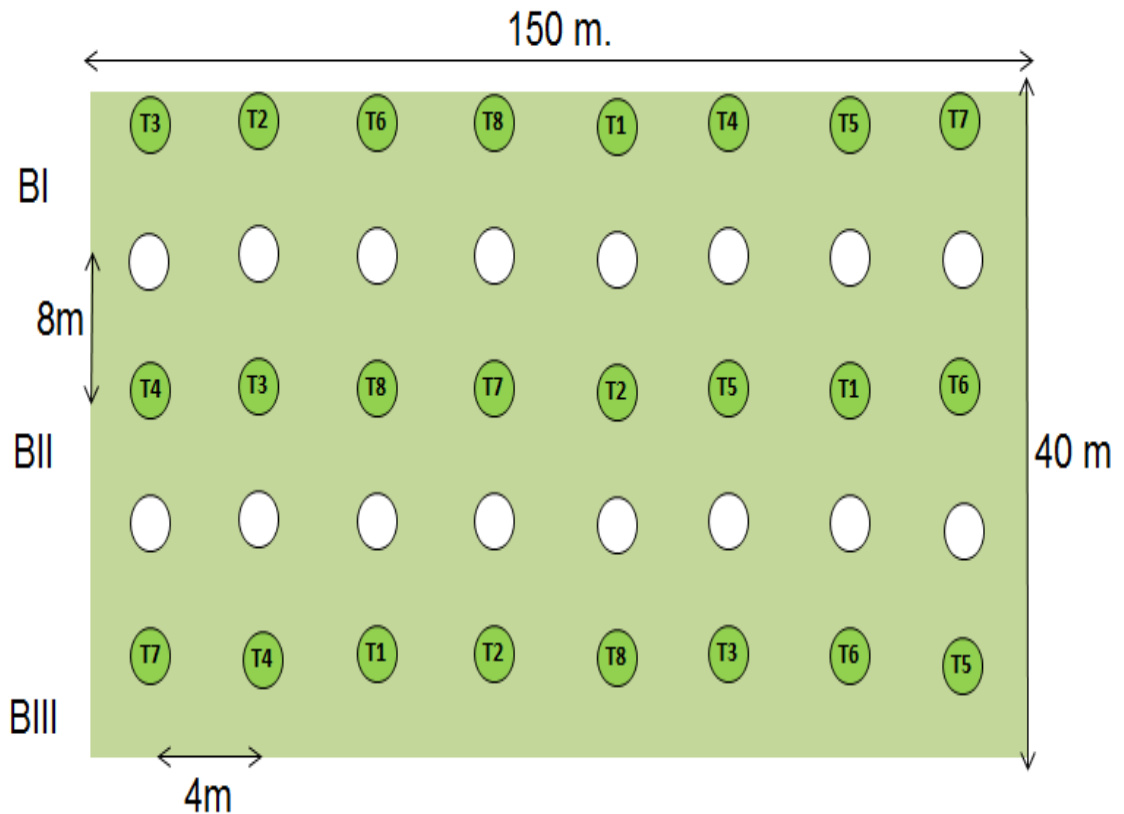 150 m.
T3 T2 T6 T8 T1 T4 T5 T7
BI
8m
T4 T3 T8 T7 T2 T5 T1 T6
BII
40 m
T7 T4 T1 T2 T8 T3 T6 T5
BIII
4m